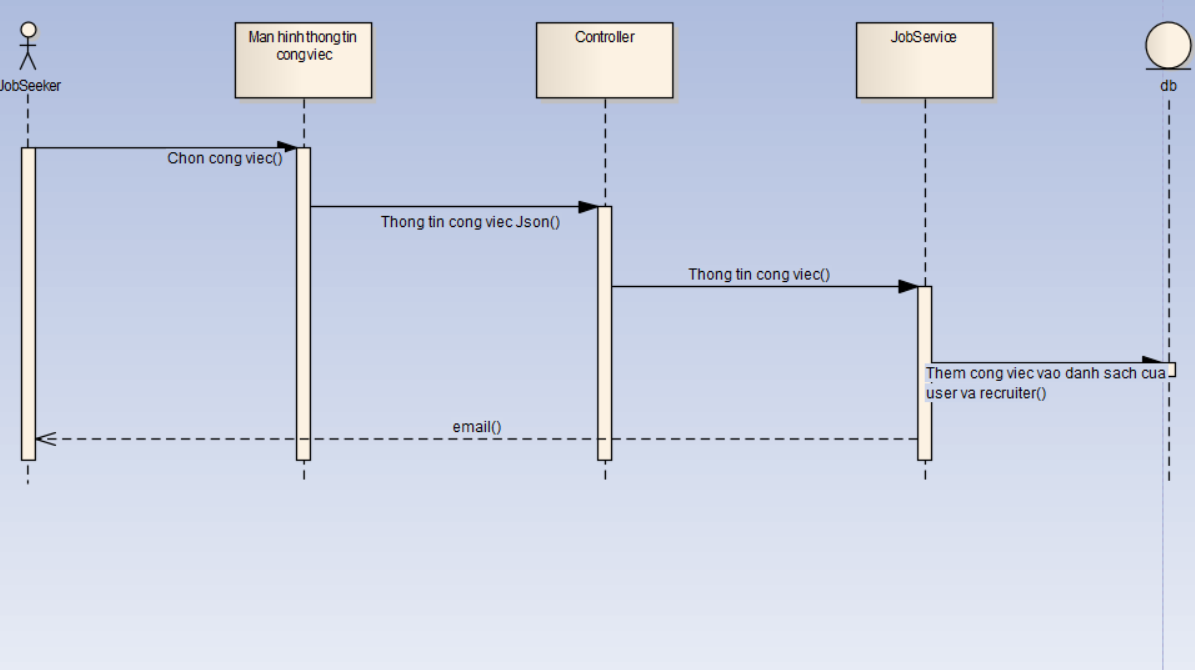 Man hinh thong tin
cong viec
Controller
JobService
JobSeeker
db
Chon cong viec()
Thong tin cong viec Json()
Thong tin cong viec()
Them cong viec vao danh sach cua
user va recruiter()
email()